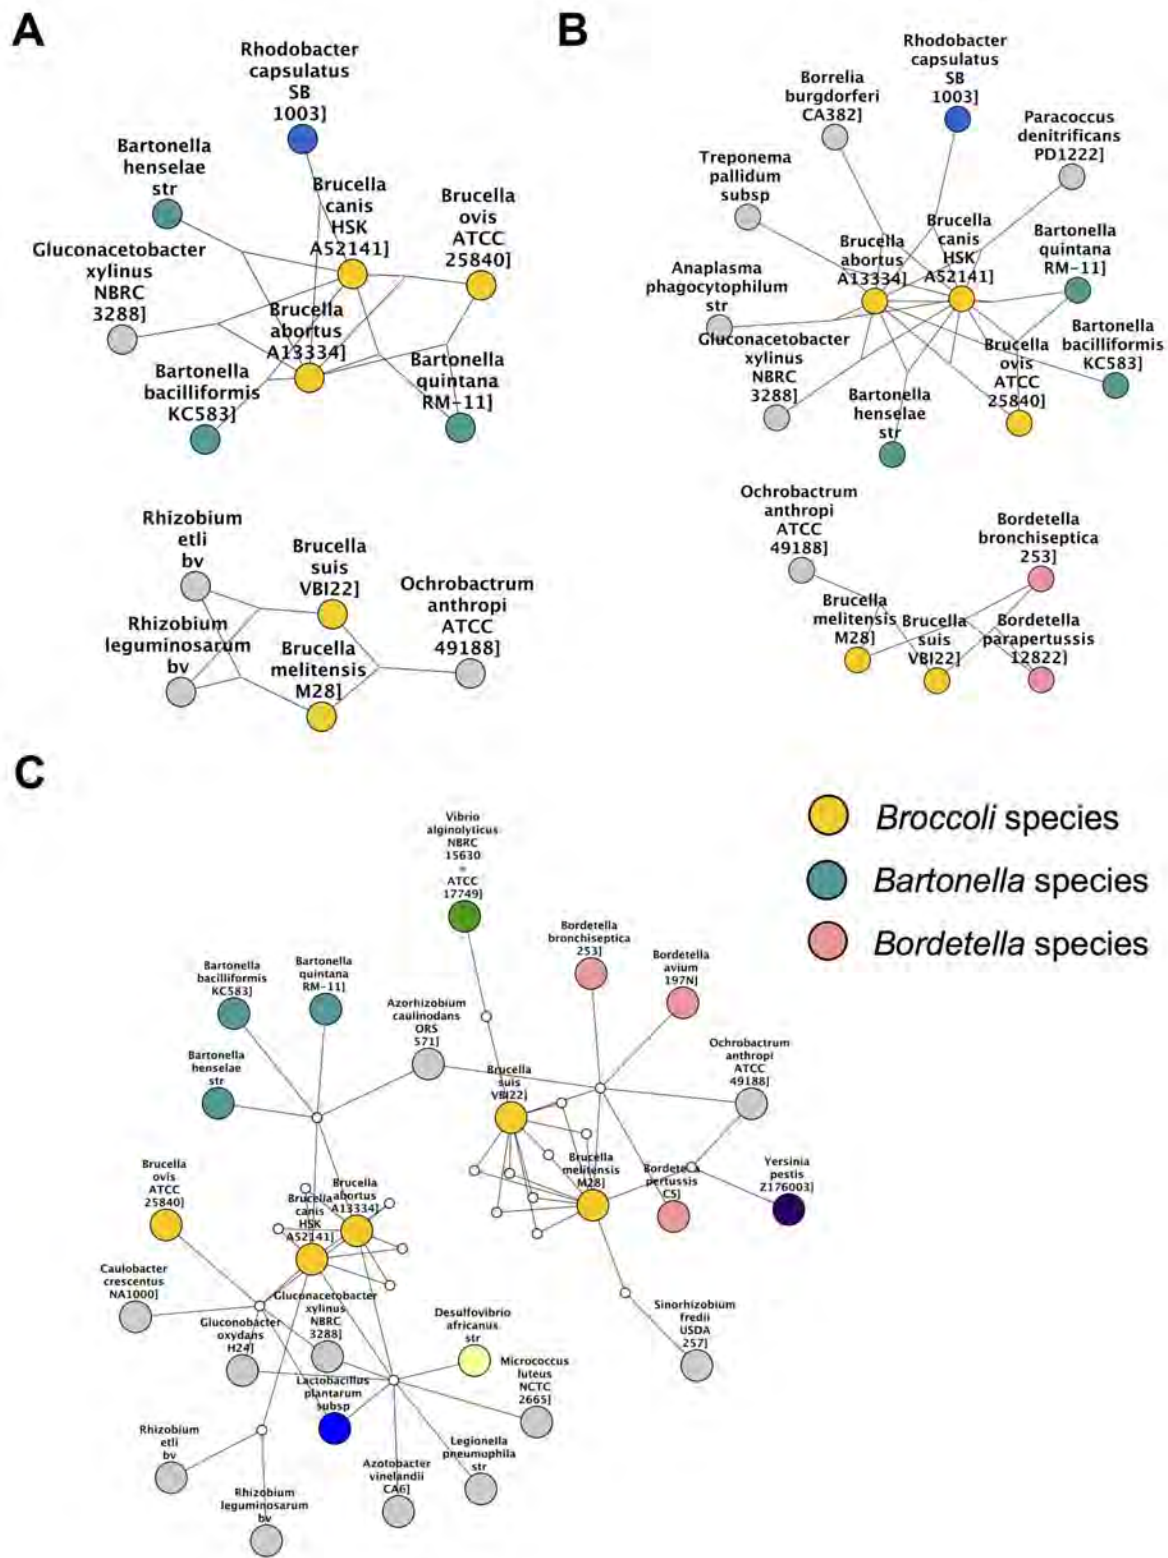 A
Rhodobacter
capsulatus
SB
1003]
Bartonella
henselae
str
Brucella
canis
HSK
A52141]
Brucella
ovis
ATCC
25840]
Gluconacetobacter
xylinus
NBRC
3288]
Brucella
abortus
A13334]
Bartonella
bacilliformis
KC583]
Bartonella
quintana
RM-11]
Rhizobium
etli
bv
Brucella
suis
VBI22]
Ochrobactrum
anthropi
ATCC
49188]
Rhizobium
leguminosarum
bv
Brucella
melitensis
M28]
B
Rhodobacter
capsulatus
SB
1003]
Borrelia
burgdorferi
CA382]
Paracoccus
denitrificans
PD1222]
Treponema
pallidum
subsp
Brucella
abortus
A13334]
Brucella
canis
HSK
A52141]
Bartonella
quintana
RM-11]
Anaplasma
phagocytophilum
str
Gluconacetobacter
xylinus
NBRC
3288]
Bartonella
henselae
str
Brucella
ovis
ATCC
25840]
Bartonella
bacilliformis
KC583]
Ochrobactrum
anthropi
ATCC
49188]
Bordetella
bronchiseptica
253]
Brucella
melitensis
M28]
Brucella
suis
VBI22]
Bordetella
parapertussis
12822]
C
Vibrio
alginolyticus
NBRC
15630
=
ATCC
17749]
Bordetella
bronchiseptica
253]
Bordetella
avium
197N]
Bartonella
bacilliformis
KC583]
Bartonella
quintana
RM-11]
Azorhizobium
caulinodans
ORS
571]
Ochrobactrum
anthropi
ATCC
49188]
Bartonella
henselae
str
Brucella
suis
VBI22]
Brucella
melitensis
M28]
Bordetella
pertussis
CS]
Yersinia
pestis
Z176003]
Brucella
ovis
ATCC
25840]
Brucella
canis
HSK
A52141]
Brucella
abortus
A13334]
Caulobacter
crescentus
NA1000]
Gluconobacter
oxydans
H24]
Gluconacetobacter
xylinus
NBRC
3288]
Desulfovibrio
africanus
str
Sinorhizobium
fredii
USDA
257]
Lactobacillus
plantarum
subsp
Micrococcus
luteus
NCTC
2665]
Rhizobium
etli
bv
Rhizobium
leguminosarum
bv
Azotobacter
vinelandii
CA6]
Legionella
pneumophila
str
Broccoli species
Bartonella species
Bordetella species